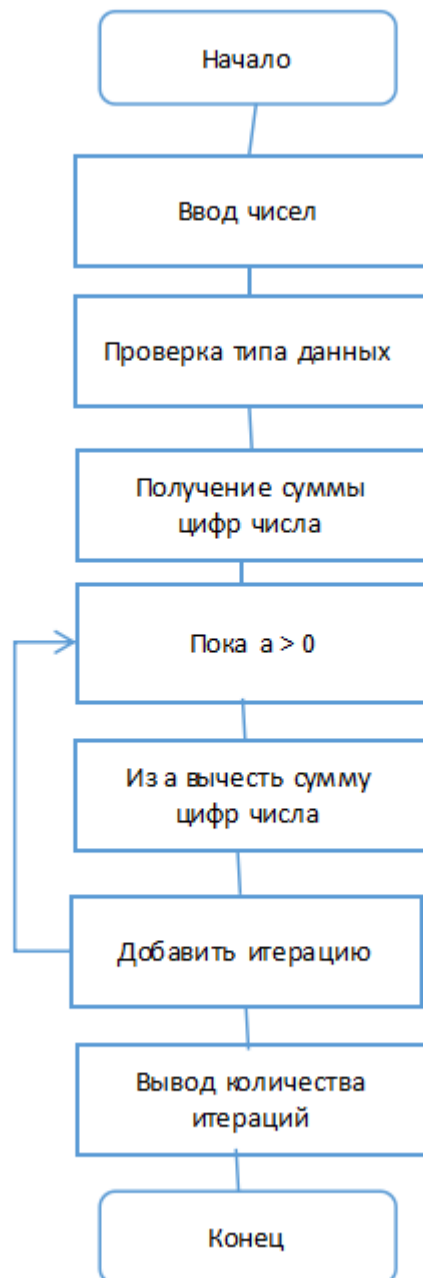 Начало
Ввод чисел
Проверка типа данных
Получение суммы
цифр числа
Пока a > 0
Из a вычесть сумму
цифр числа
Добавить итерацию
Вывод количества
итераций
Конец